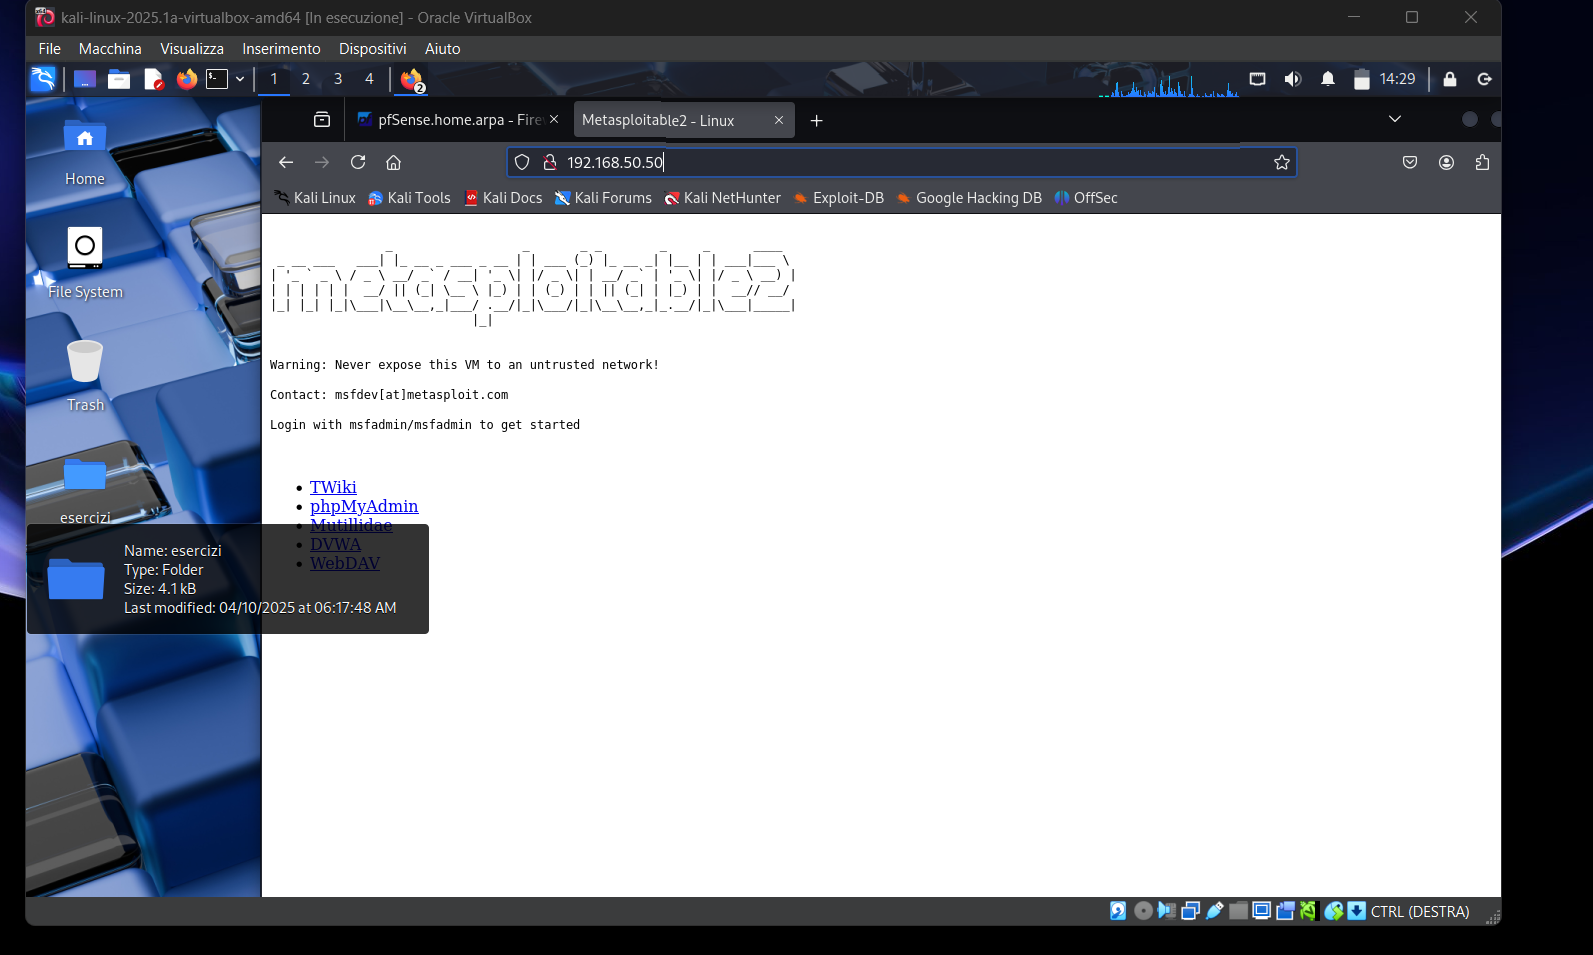 kali-linux-2025.1a-virtualbox-amd64 [In esecuzione] - Oracle VirtualBox
File Macchina Visualizza Inserimento Dispositivi Aiuto
1 2 3 4 2 14:29
pfSense.home.arpa - Fire Metasploitable2 - Linux
192.168.50.50
Kali Linux Kali Tools Kali Docs Kali Forums Kali NetHunter Exploit-DB Google Hacking DB OffSec
Home
File System
Trash
esercizi
metasploitable2
Warning: Never expose this VM to an untrusted network!
Contact: msfdev[at]metasploit.com
Login with msfadmin/msfadmin to get started
TWiki
phpMyAdmin
Mutillidae
DVWA
WebDAV
Name: esercizi
Type: Folder
Size: 4.1 kB
Last modified: 04/10/2025 at 06:17:48 AM
CTRL (DESTRA)